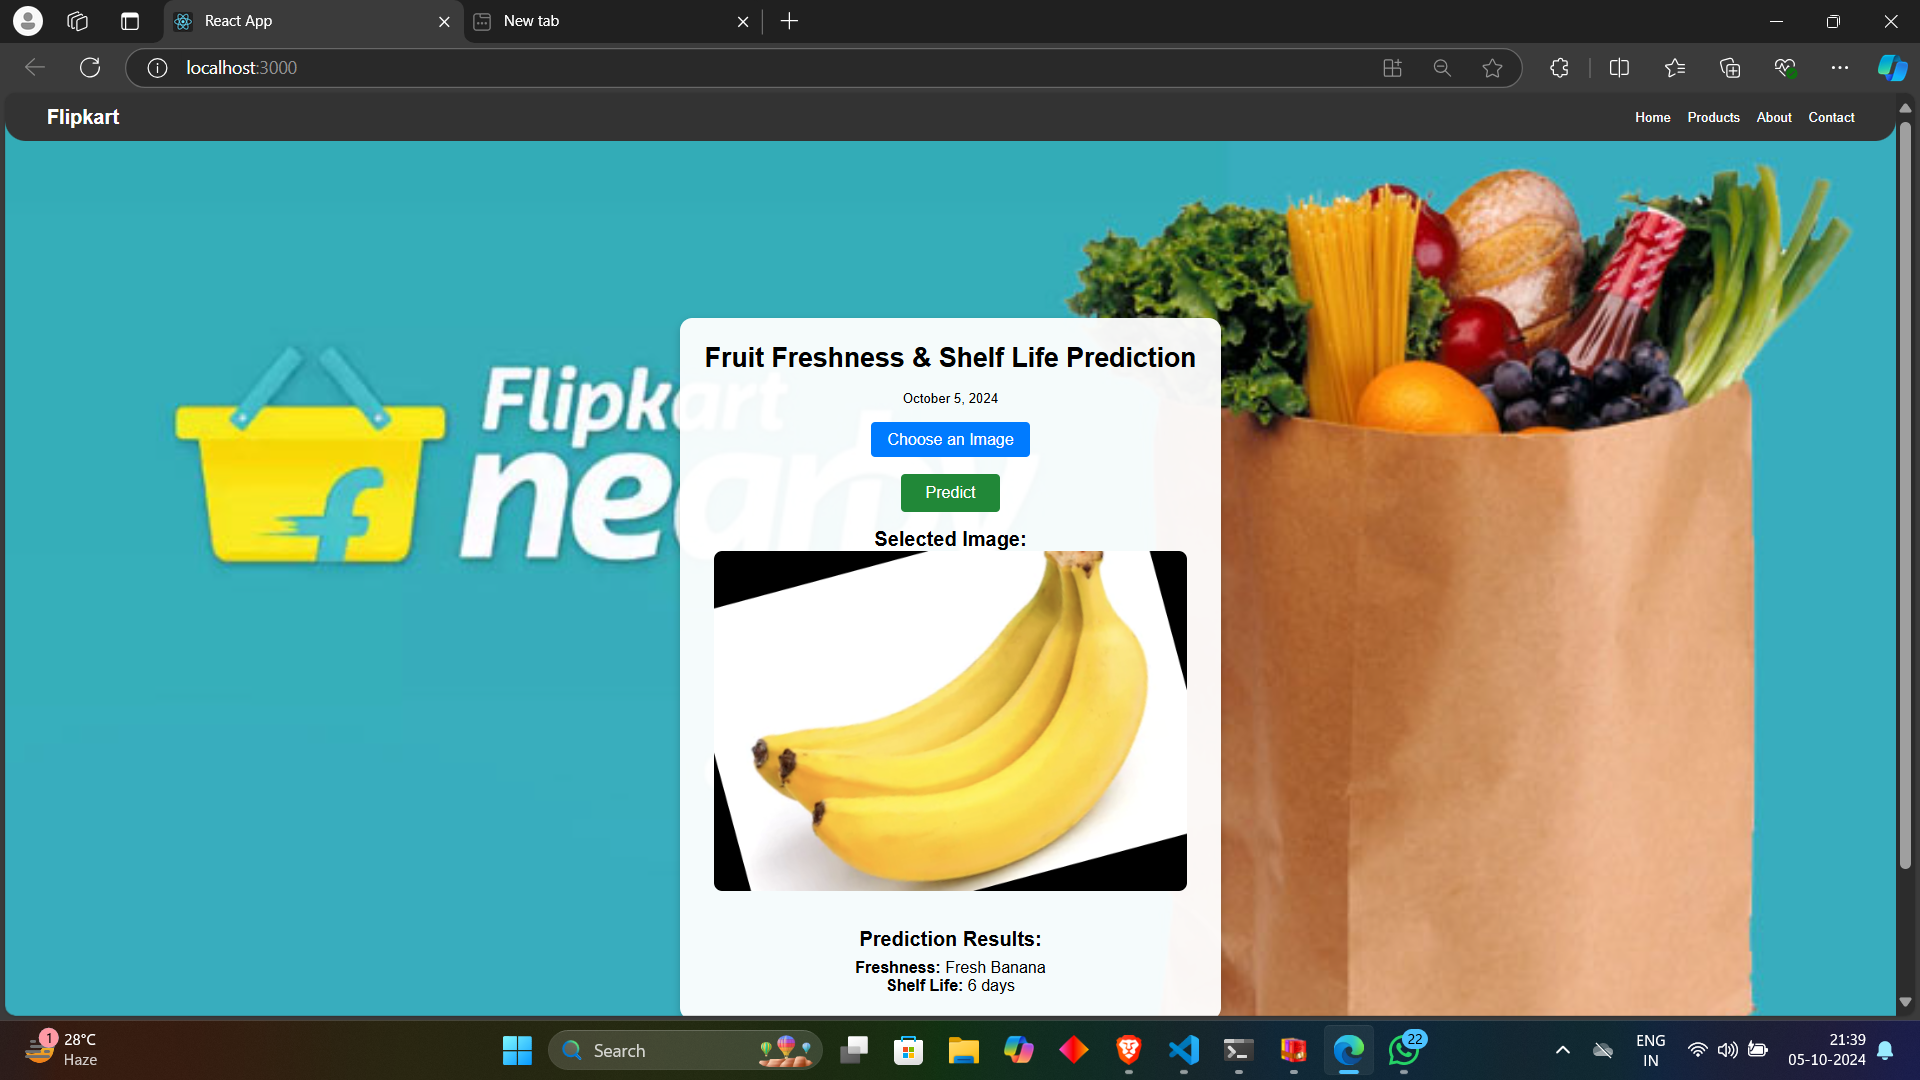 React App
New tab
localhost:3000
Flipkart
Home Products About Contact
Fruit Freshness & Shelf Life Prediction
October 5, 2024
Choose an Image
Flipkart
Predict
Selected Image:
Prediction Results:
Freshness: Fresh Banana
Shelf Life: 6 days
1
28°C
Haze
Search
22
ENG
IN
21:39
05-10-2024